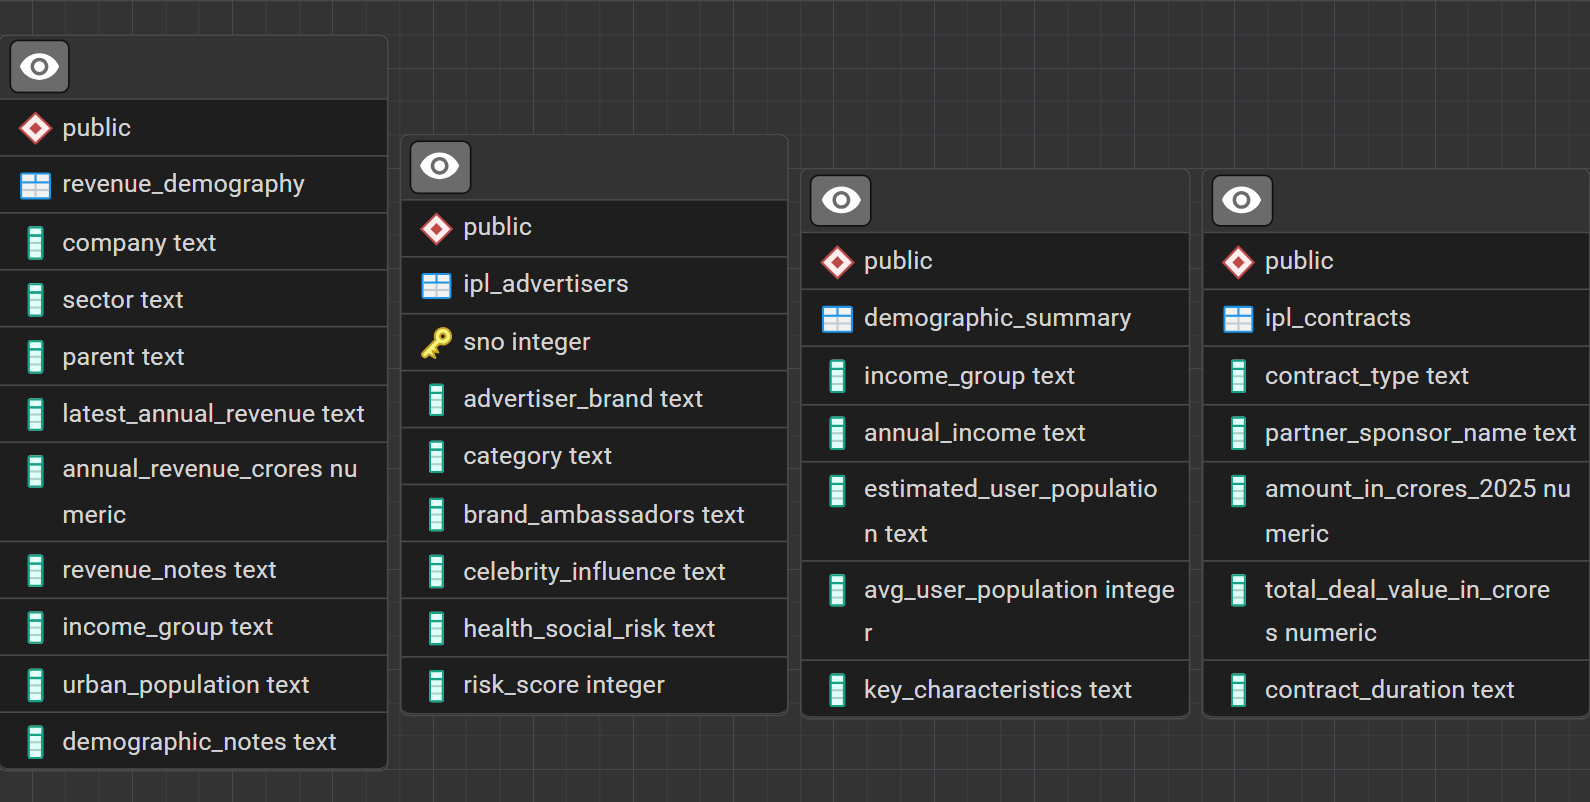 public
revenue_demography
company text
sector text
parent text
latest_annual_revenue text
annual_revenue_crores nu
meric
revenue_notes text
income_group text
urban_population text
demographic_notes text
public
ipl_advertisers
sno integer
advertiser_brand text
category text
brand_ambassadors text
celebrity_influence text
health_social_risk text
risk_score integer
public
demographic_summary
income_group text
annual_income text
estimated_user_populatio
n text
avg_user_population intege
r
key_characteristics text
public
ipl_contracts
contract_type text
partner_sponsor_name text
amount_in_crores_2025 nu
meric
total_deal_value_in_crore
s numeric
contract_duration text